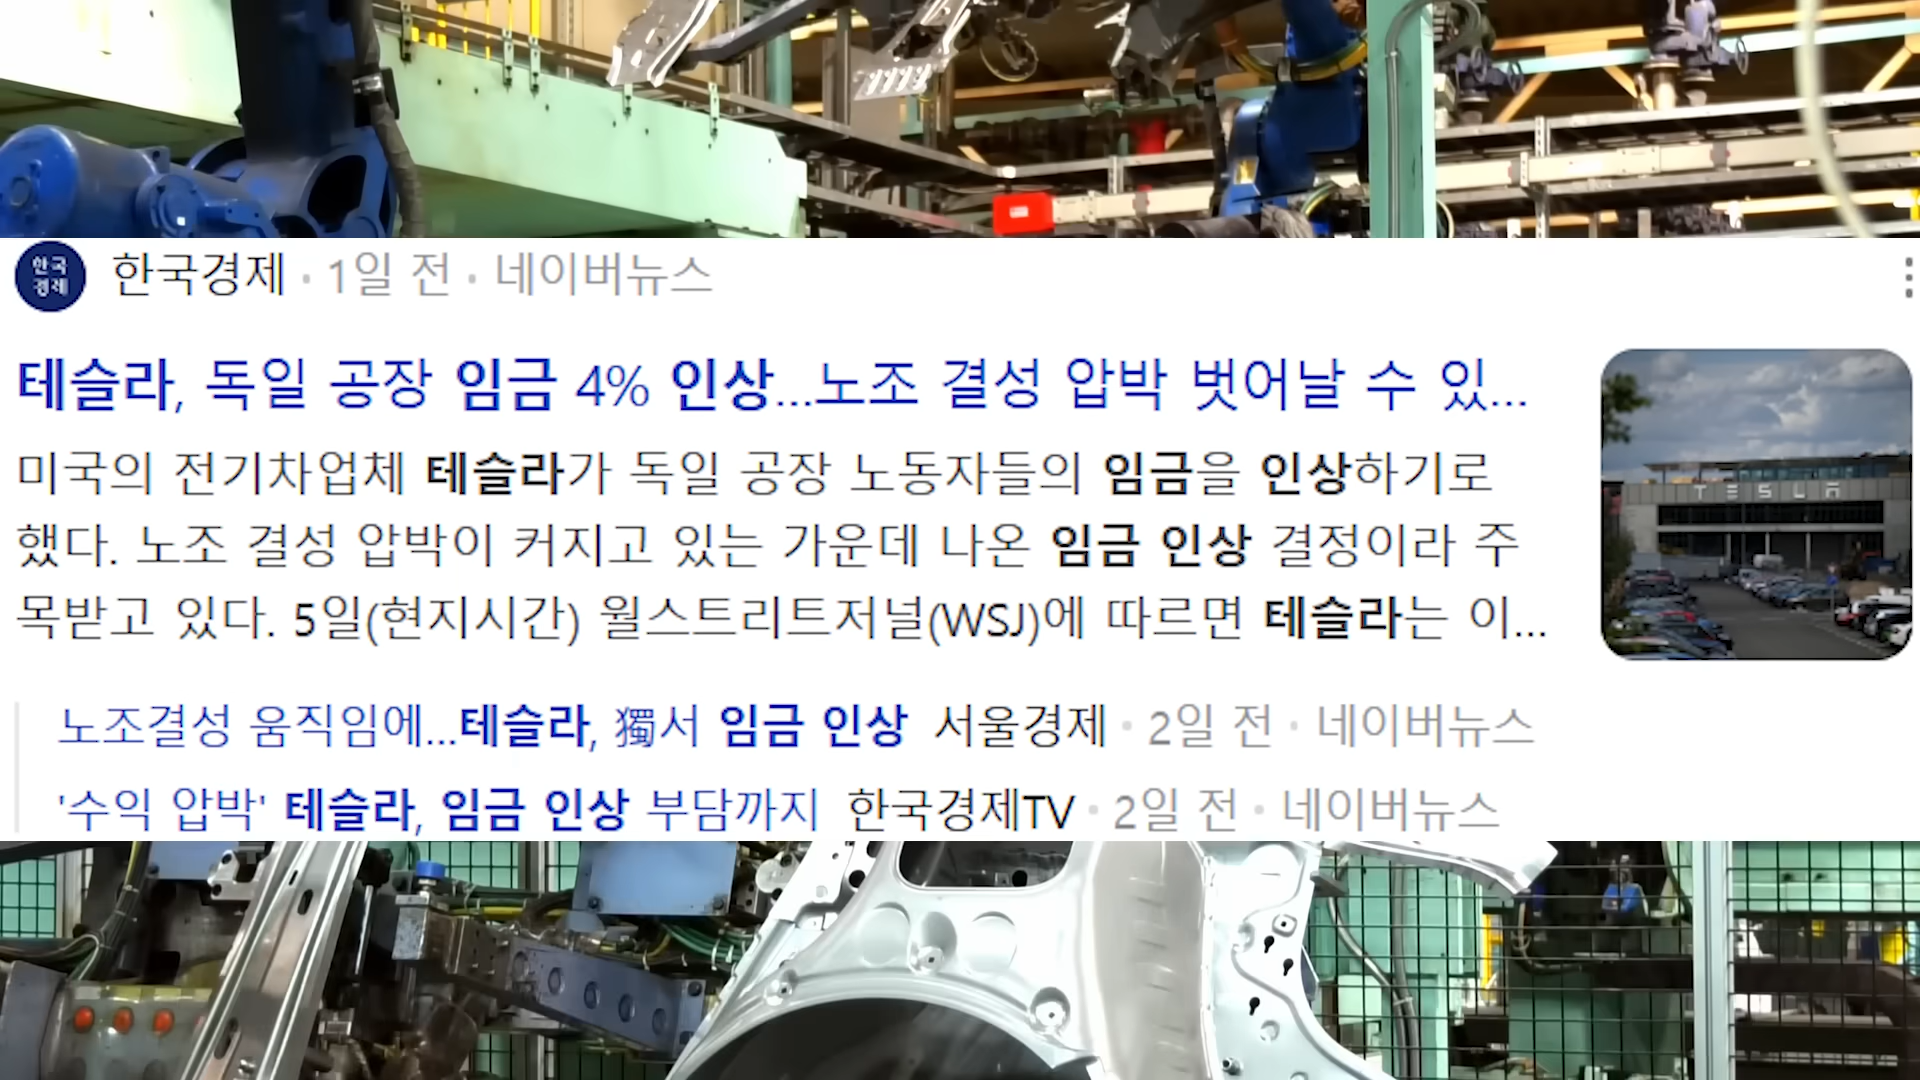 한국
경제
한국경제 · 1일 전 · 네이버뉴스
테슬라, 독일 공장 임금 4% 인상...노조 결성 압박 벗어날 수 있...
미국의 전기차업체 테슬라가 독일 공장 노동자들의 임금을 인상하기로
했다. 노조 결성 압박이 커지고 있는 가운데 나온 임금 인상 결정이라 주
목받고 있다. 5일(현지시간) 월스트리트저널(WSJ)에 따르면 테슬라는 이...
TESLA
노조결성 움직임에...테슬라, 獨서 임금 인상 서울경제 · 2일 전 · 네이버뉴스
'수익 압박' 테슬라, 임금 인상 부담까지 한국경제TV · 2일 전 · 네이버뉴스